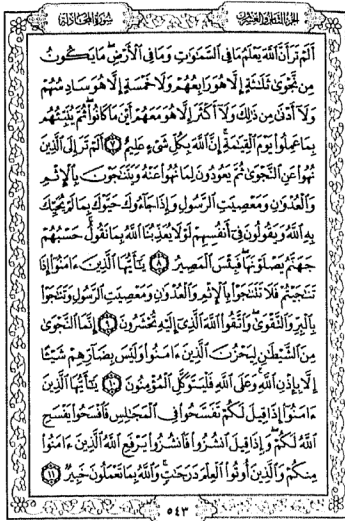 الجزء الثامن والعشرون
سورة المجادلة
أَلَمْ تَرَ أَنَّ ٱللَّهَ يَعْلَمُ مَا فِى ٱلسَّمَٰوَٰتِ وَمَا فِى ٱلْأَرْضِ ۖ مَا يَكُونُ
مِن نَّجْوَىٰ ثَلَٰثَةٍ إِلَّا هُوَ رَابِعُهُمْ وَلَا خَمْسَةٍ إِلَّا هُوَ سَادِسُهُمْ
وَلَآ أَدْنَىٰ مِن ذَٰلِكَ وَلَآ أَكْثَرَ إِلَّا هُوَ مَعَهُمْ أَيْنَ مَا كَانُوا۟ ۖ ثُمَّ يُنَبِّئُهُم
بِمَا عَمِلُوا۟ يَوْمَ ٱلْقِيَٰمَةِ ۚ إِنَّ ٱللَّهَ بِكُلِّ شَىْءٍ عَلِيمٌ ٧ أَلَمْ تَرَ إِلَى ٱلَّذِينَ
نُهُوا۟ عَنِ ٱلنَّجْوَىٰ ثُمَّ يَعُودُونَ لِمَا نُهُوا۟ عَنْهُ وَيَتَنَٰجَوْنَ بِٱلْإِثْمِ
وَٱلْعُدْوَٰنِ وَمَعْصِيَتِ ٱلرَّسُولِ وَإِذَا جَآءُوكَ حَيَّوْكَ بِمَا لَمْ يُحَيِّكَ
بِهِ ٱللَّهُ وَيَقُولُونَ فِىٓ أَنفُسِهِمْ لَوْلَا يُعَذِّبُنَا ٱللَّهُ بِمَا نَقُولُ ۚ حَسْبُهُمْ
جَهَنَّمُ يَصْلَوْنَهَا ۖ فَبِئْسَ ٱلْمَصِيرُ ٨ يَٰٓأَيُّهَا ٱلَّذِينَ ءَامَنُوٓا۟ إِذَا
تَنَٰجَيْتُمْ فَلَا تَتَنَٰجَوْا۟ بِٱلْإِثْمِ وَٱلْعُدْوَٰنِ وَمَعْصِيَتِ ٱلرَّسُولِ وَتَنَٰجَوْا۟
بِٱلْبِرِّ وَٱلتَّقْوَىٰ ۖ وَٱتَّقُوا۟ ٱللَّهَ ٱلَّذِىٓ إِلَيْهِ تُحْشَرُونَ ٩ إِنَّمَا ٱلنَّجْوَىٰ
مِنَ ٱلشَّيْطَٰنِ لِيَحْزُنَ ٱلَّذِينَ ءَامَنُوا۟ وَلَيْسَ بِضَآرِّهِمْ شَيْـًٔا
إِلَّا بِإِذْنِ ٱللَّهِ ۚ وَعَلَى ٱللَّهِ فَلْيَتَوَكَّلِ ٱلْمُؤْمِنُونَ ١٠ يَٰٓأَيُّهَا ٱلَّذِينَ
ءَامَنُوٓا۟ إِذَا قِيلَ لَكُمْ تَفَسَّحُوا۟ فِى ٱلْمَجَٰلِسِ فَٱفْسَحُوا۟ يَفْسَحِ
ٱللَّهُ لَكُمْ ۖ وَإِذَا قِيلَ ٱنشُزُوا۟ فَٱنشُزُوا۟ يَرْفَعِ ٱللَّهُ ٱلَّذِينَ ءَامَنُوا۟
مِنكُمْ وَٱلَّذِينَ أُوتُوا۟ ٱلْعِلْمَ دَرَجَٰتٍ ۚ وَٱللَّهُ بِمَا تَعْمَلُونَ خَبِيرٌ ١١
٥٤٣